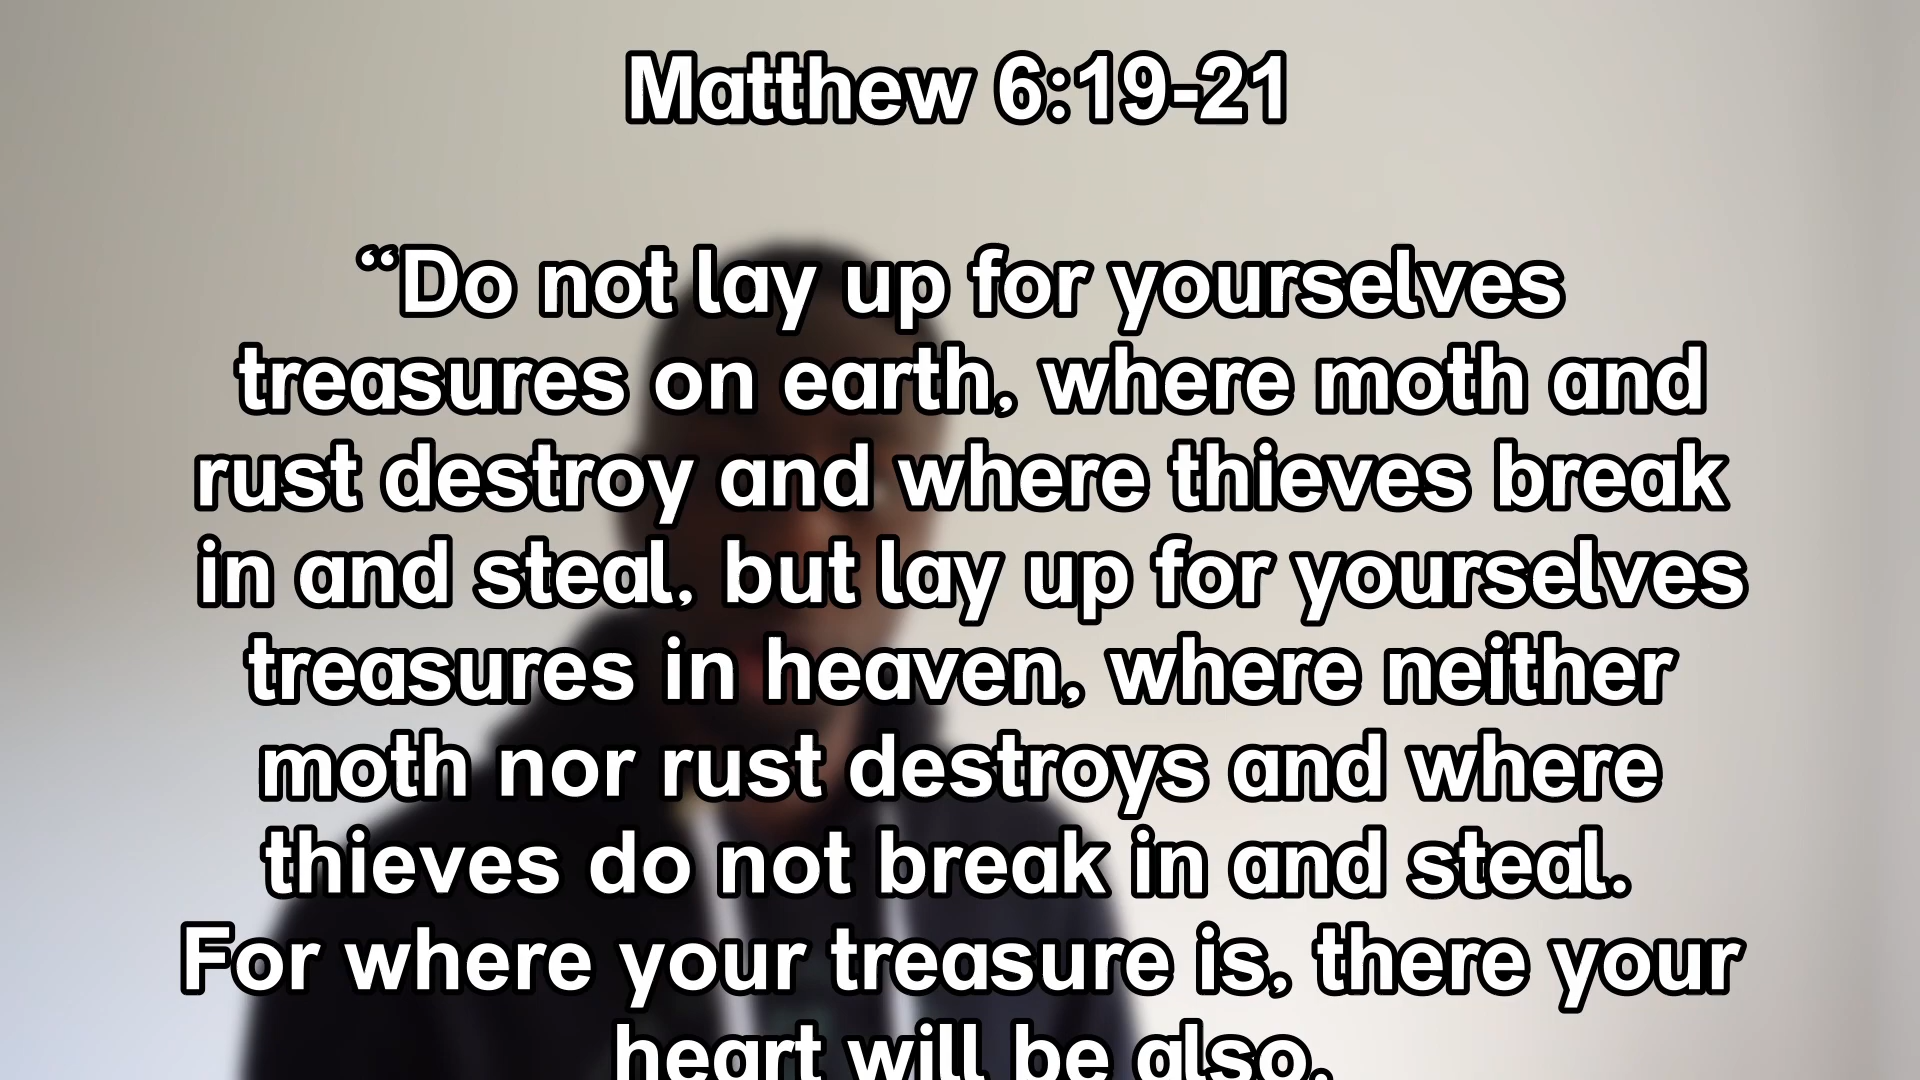 Matthew 6:19-21
“Do not lay up for yourselves
treasures on earth, where moth and
rust destroy and where thieves break
in and steal, but lay up for yourselves
treasures in heaven, where neither
moth nor rust destroys and where
thieves do not break in and steal.
For where your treasure is, there your
heart will be also.